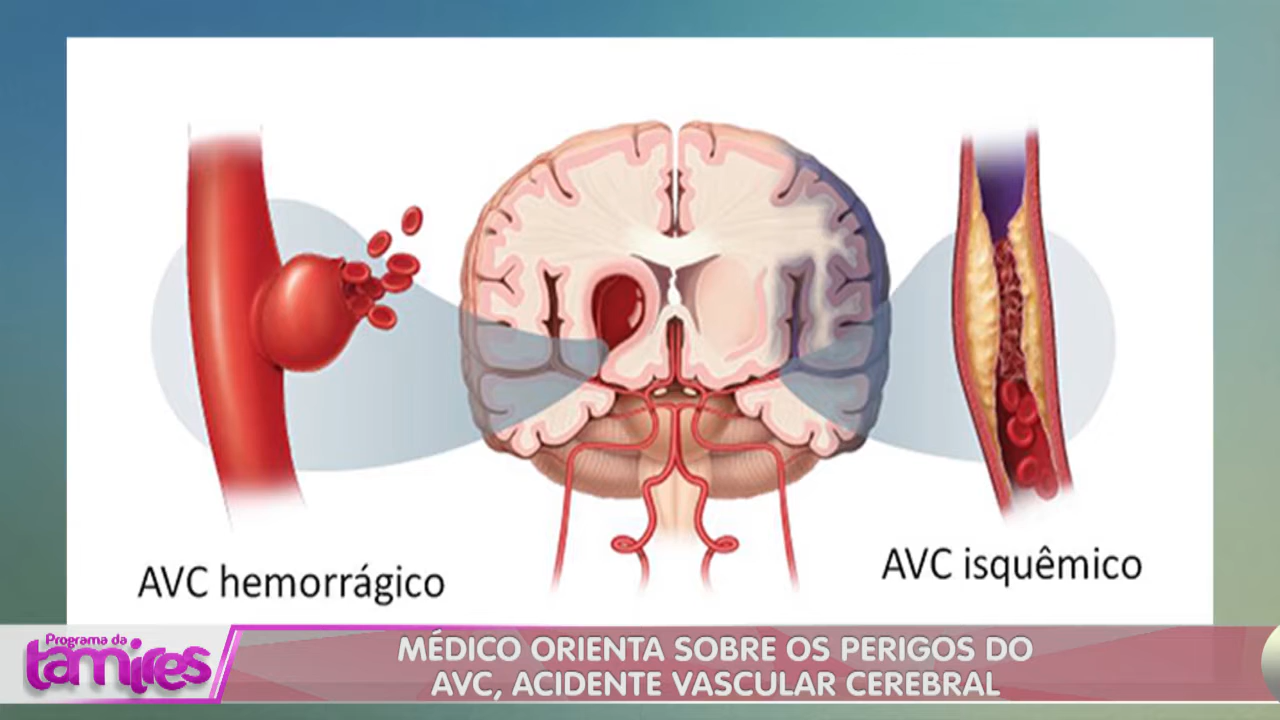 AVC hemorrágico
AVC isquêmico
Programa da
tamires
MÉDICO ORIENTA SOBRE OS PERIGOS DO
AVC, ACIDENTE VASCULAR CEREBRAL